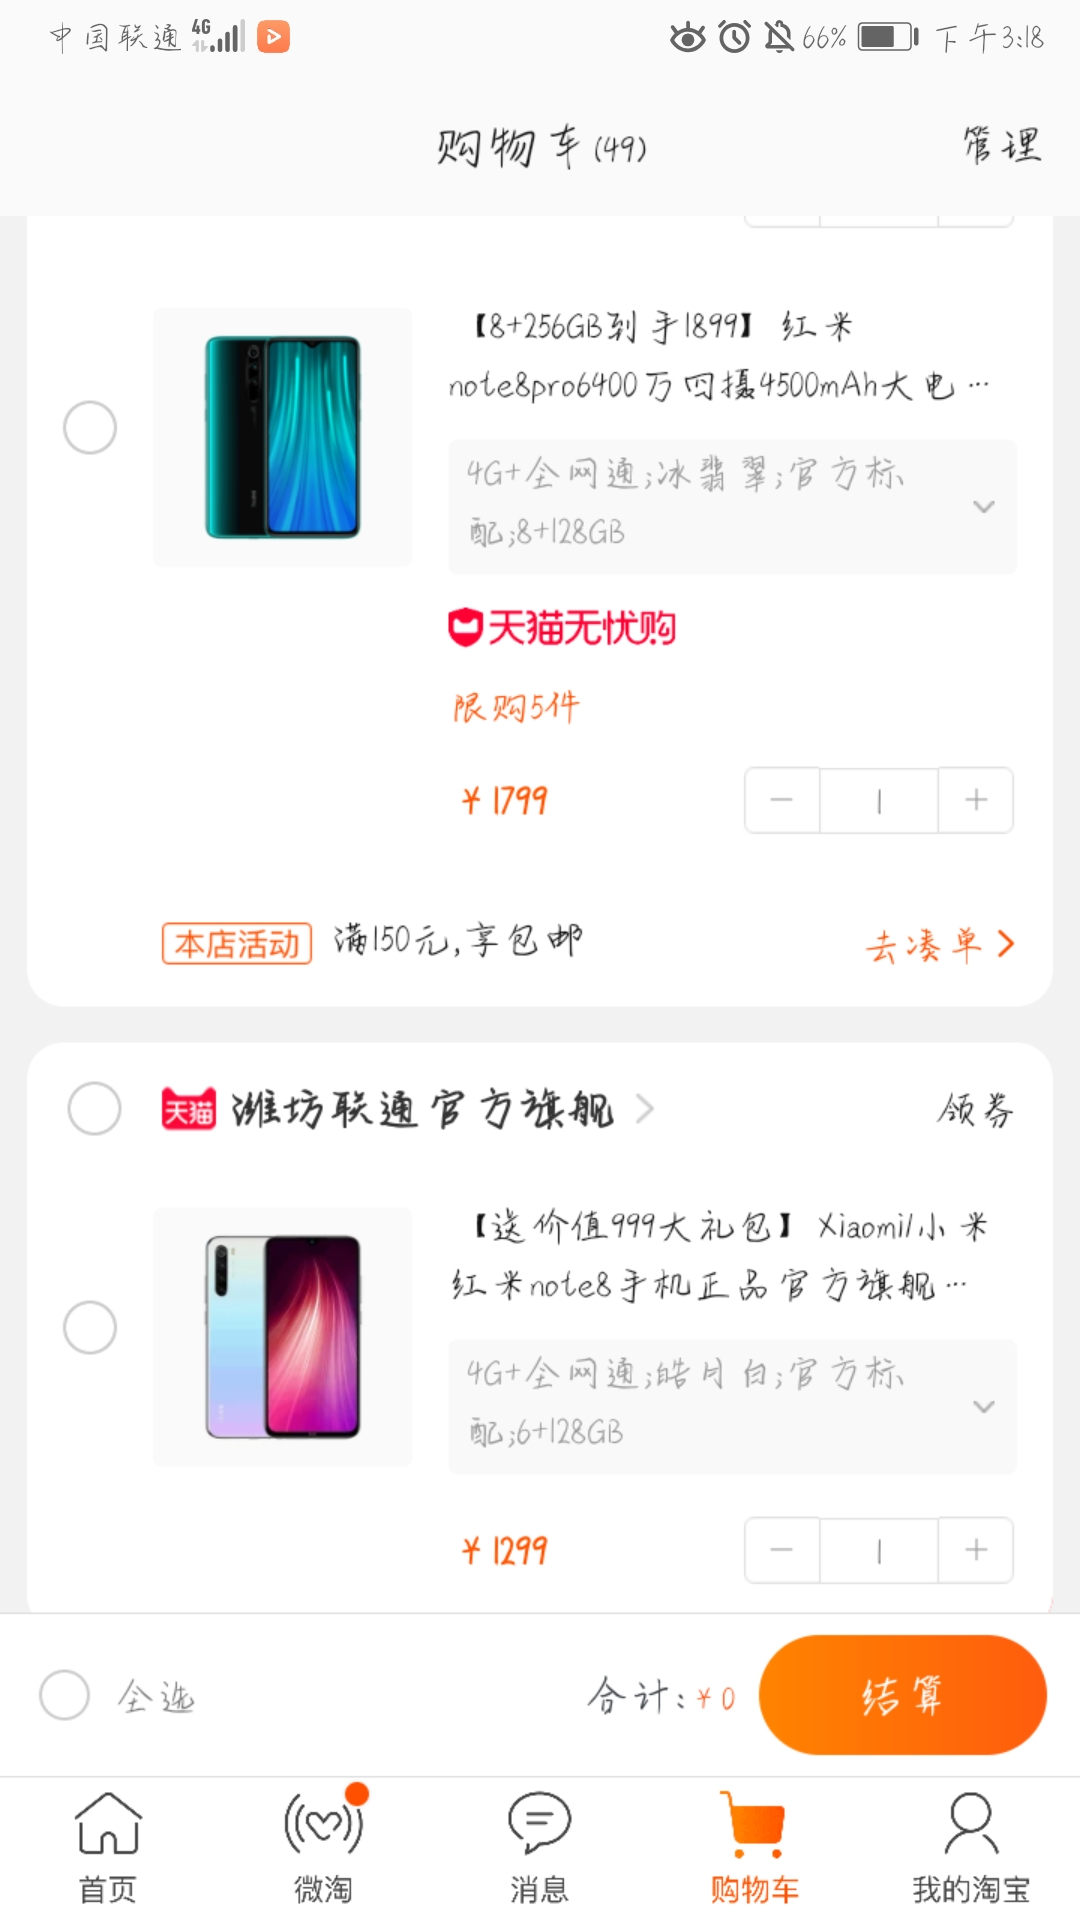 中国联通 4G 66% 下午3:18
购物车(49) 管理
【8+256GB到手1899】 红米
note8pro6400万四摄4500mAh大电…
4G+全网通;冰翡翠;官方标
配;8+128GB
天猫无忧购
限购5件
¥ 1799 − 1 +
本店活动 满150元,享包邮 去凑单
天猫 潍坊联通官方旗舰 领券
【送价值999大礼包】 Xiaomi/小米
红米note8手机正品官方旗舰…
4G+全网通;皓月白;官方标
配;6+128GB
¥ 1299 − 1 +
全选 合计:¥0 结算
首页 微淘 消息 购物车 我的淘宝